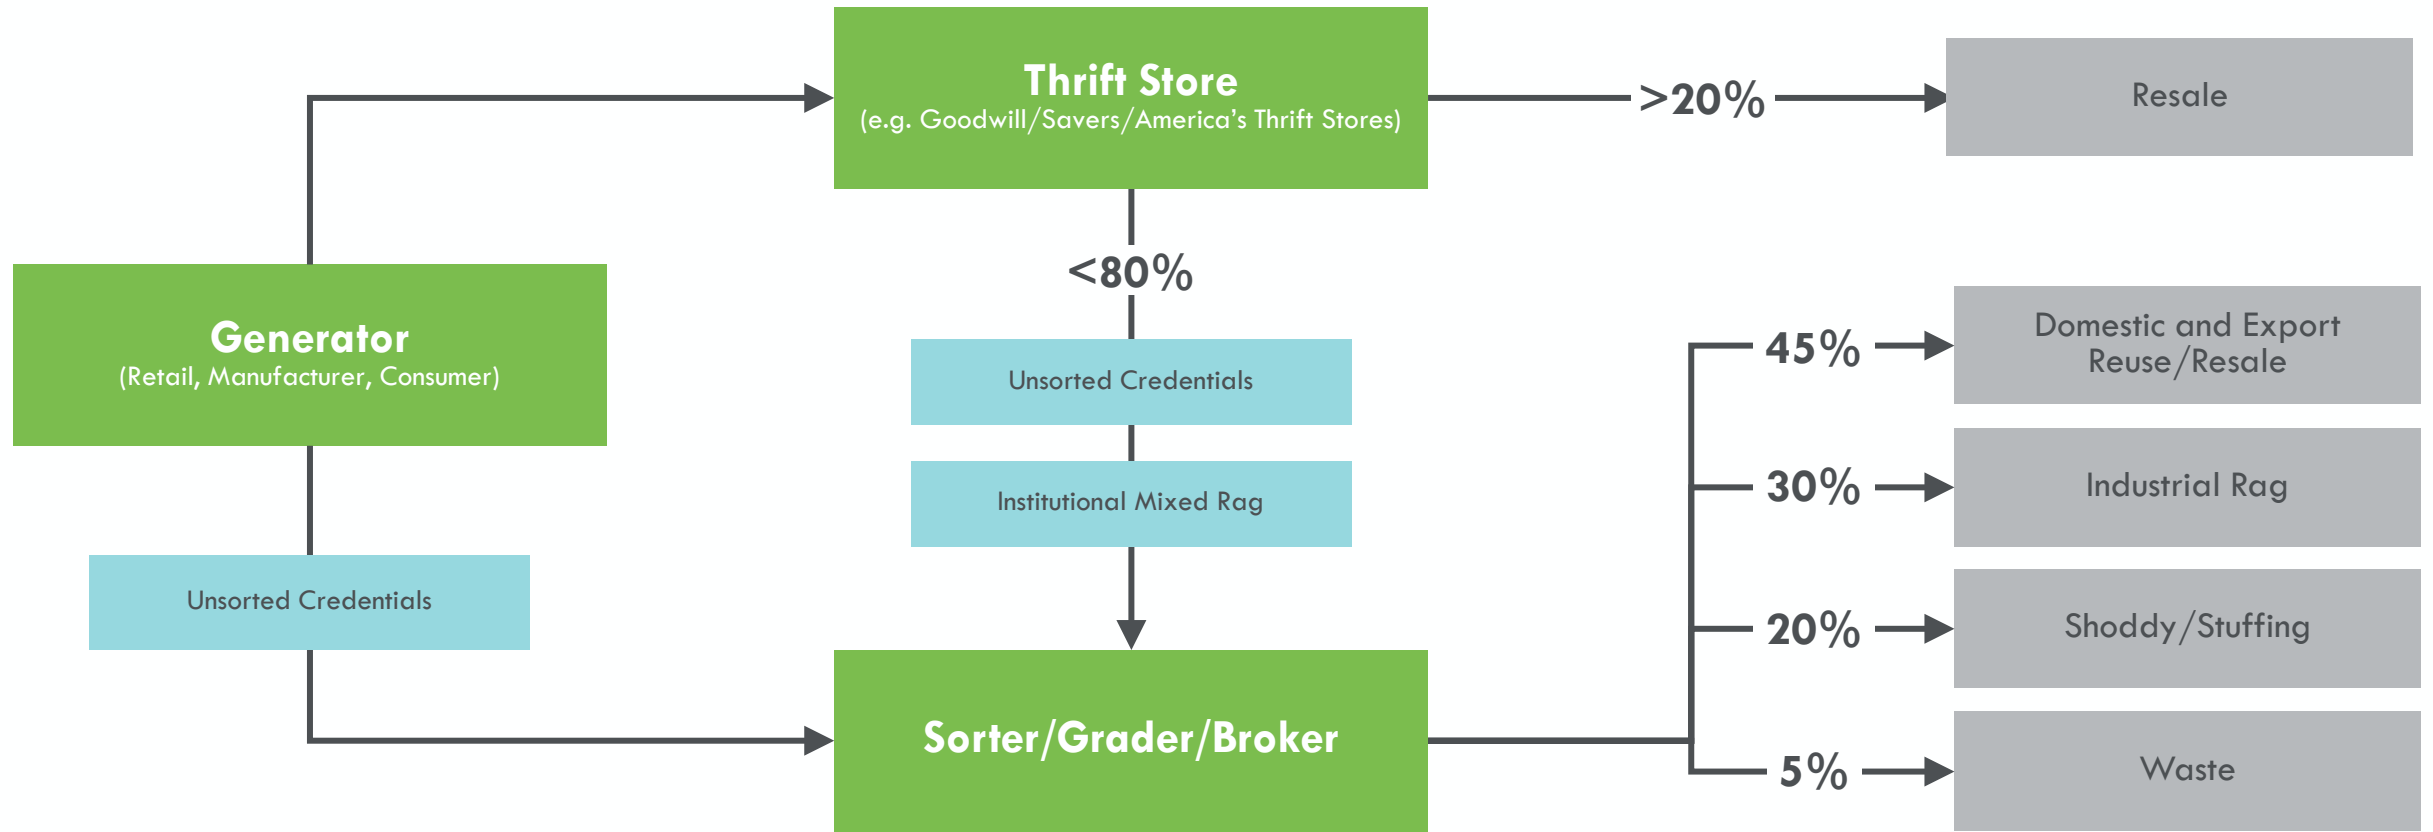 Thrift Store
(e.g. Goodwill/Savers/America's Thrift Stores)
>20%
Resale
<80%
Generator
(Retail, Manufacturer, Consumer)
Unsorted Credentials
Institutional Mixed Rag
Unsorted Credentials
Sorter/Grader/Broker
45%
Domestic and Export
Reuse/Resale
30%
Industrial Rag
20%
Shoddy/Stuffing
5%
Waste